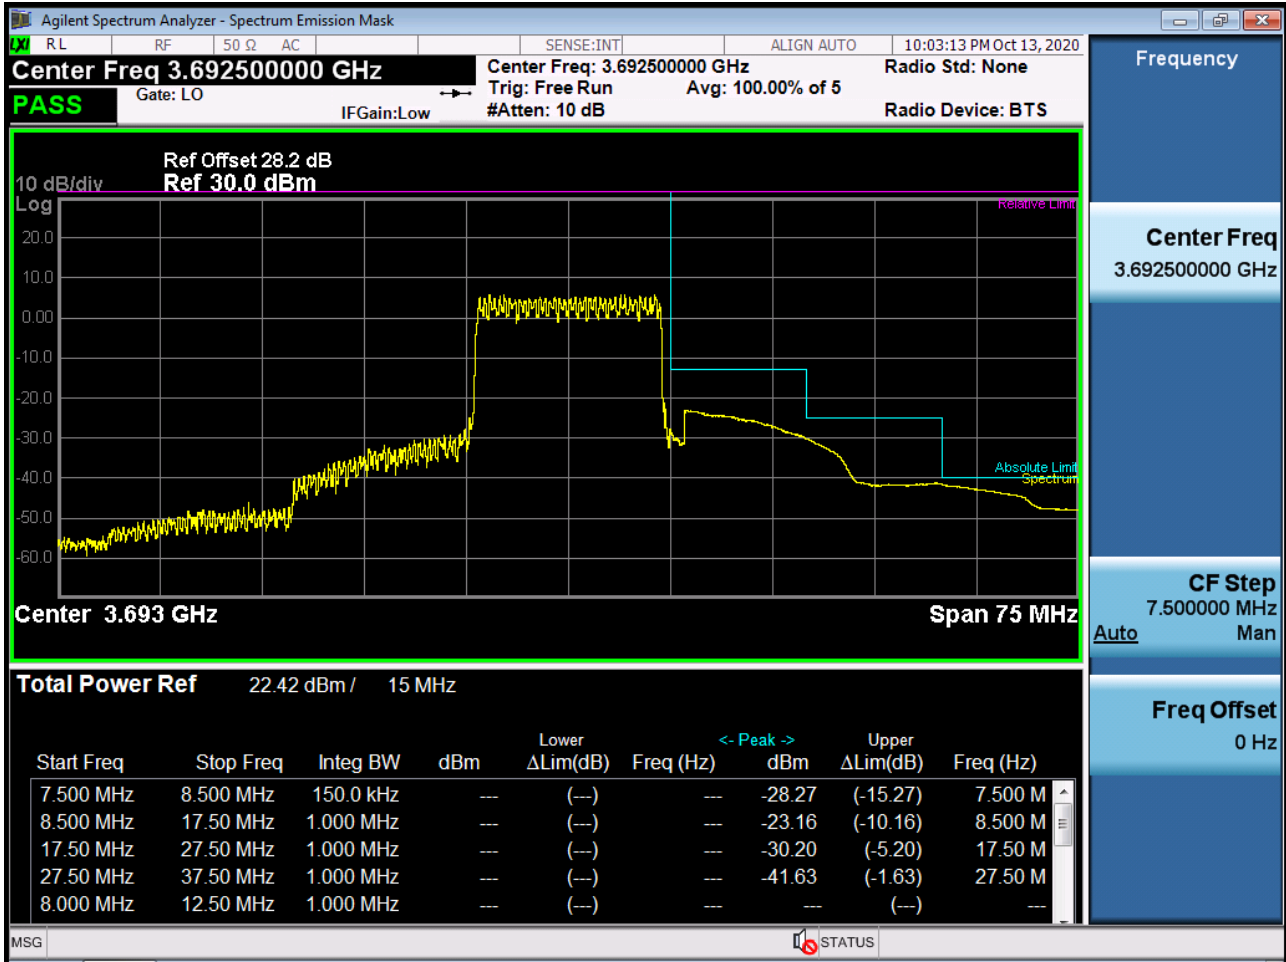 Agilent Spectrum Analyzer - Spectrum Emission Mask
LXI RL RF 50 Ω AC SENSE:INT ALIGN AUTO 10:03:13 PM Oct 13, 2020
Center Freq 3.692500000 GHz Center Freq: 3.692500000 GHz Radio Std: None
Gate: LO Trig: Free Run Avg: 100.00% of 5
PASS IFGain:Low #Atten: 10 dB Radio Device: BTS
Ref Offset 28.2 dB
10 dB/div Ref 30.0 dBm
Log
Relative Limit
20.0
10.0
0.00
-10.0
-20.0
-30.0
-40.0
-50.0
-60.0
Absolute Limit
Spectrum
Center 3.693 GHz Span 75 MHz
Total Power Ref 22.42 dBm / 15 MHz
Lower <- Peak -> Upper
Start Freq Stop Freq Integ BW dBm ΔLim(dB) Freq (Hz) dBm ΔLim(dB) Freq (Hz)
7.500 MHz 8.500 MHz 150.0 kHz --- (---) --- -28.27 (-15.27) 7.500 M
8.500 MHz 17.50 MHz 1.000 MHz --- (---) --- -23.16 (-10.16) 8.500 M
17.50 MHz 27.50 MHz 1.000 MHz --- (---) --- -30.20 (-5.20) 17.50 M
27.50 MHz 37.50 MHz 1.000 MHz --- (---) --- -41.63 (-1.63) 27.50 M
8.000 MHz 12.50 MHz 1.000 MHz --- (---) --- --- (---) ---
MSG STATUS
Frequency
Center Freq
3.692500000 GHz
CF Step
7.500000 MHz
Auto Man
Freq Offset
0 Hz